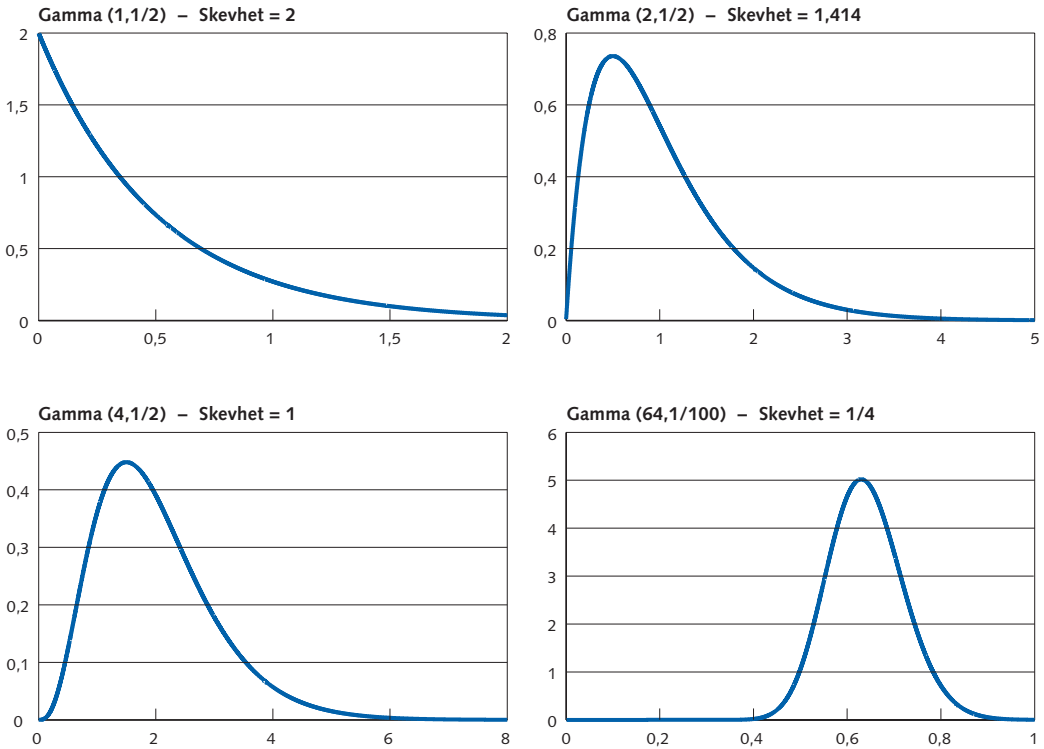 Gamma (1,1/2) – Skevhet = 2
2
1,5
1
0,5
0
0 0,5 1 1,5 2
Gamma (2,1/2) – Skevhet = 1,414
0,8
0,6
0,4
0,2
0
0 1 2 3 4 5
Gamma (4,1/2) – Skevhet = 1
0,5
0,4
0,3
0,2
0,1
0
0 2 4 6 8
Gamma (64,1/100) – Skevhet = 1/4
6
5
4
3
2
1
0
0 0,2 0,4 0,6 0,8 1